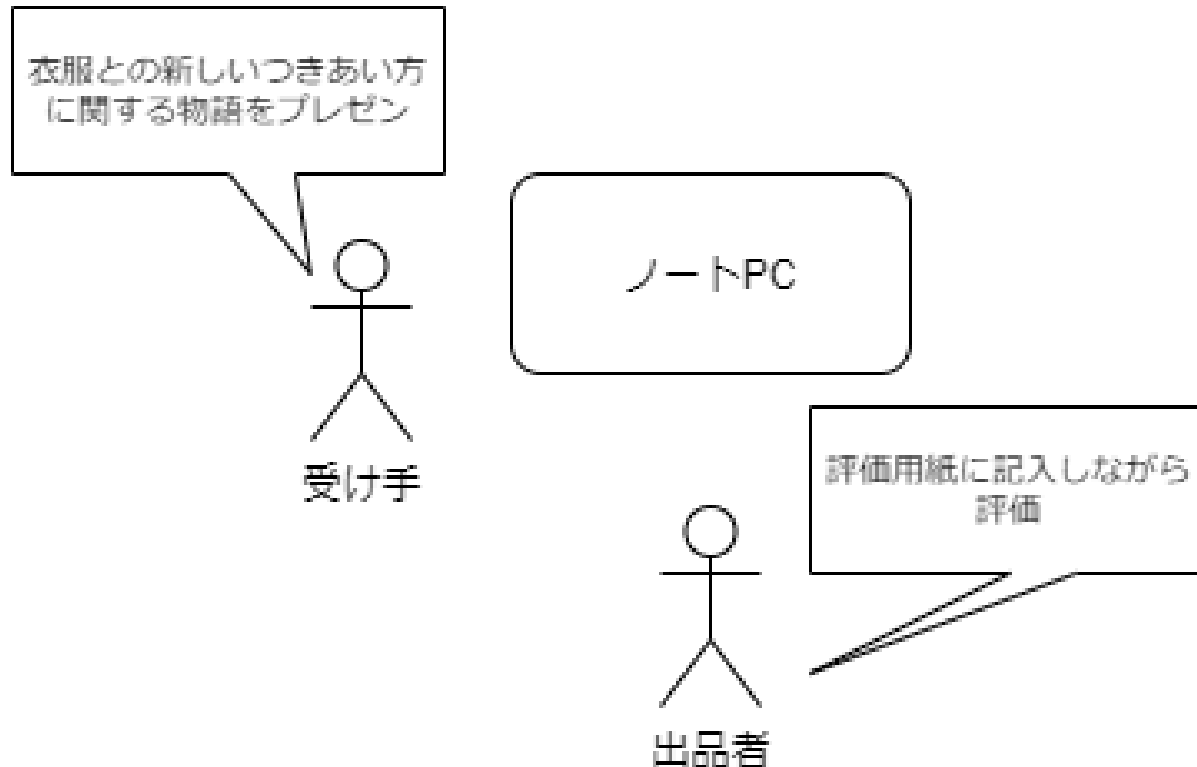 衣服との新しいつきあい方
に関する物語をプレゼン
ノートPC
受け手
評価用紙に記入しながら
評価
出品者